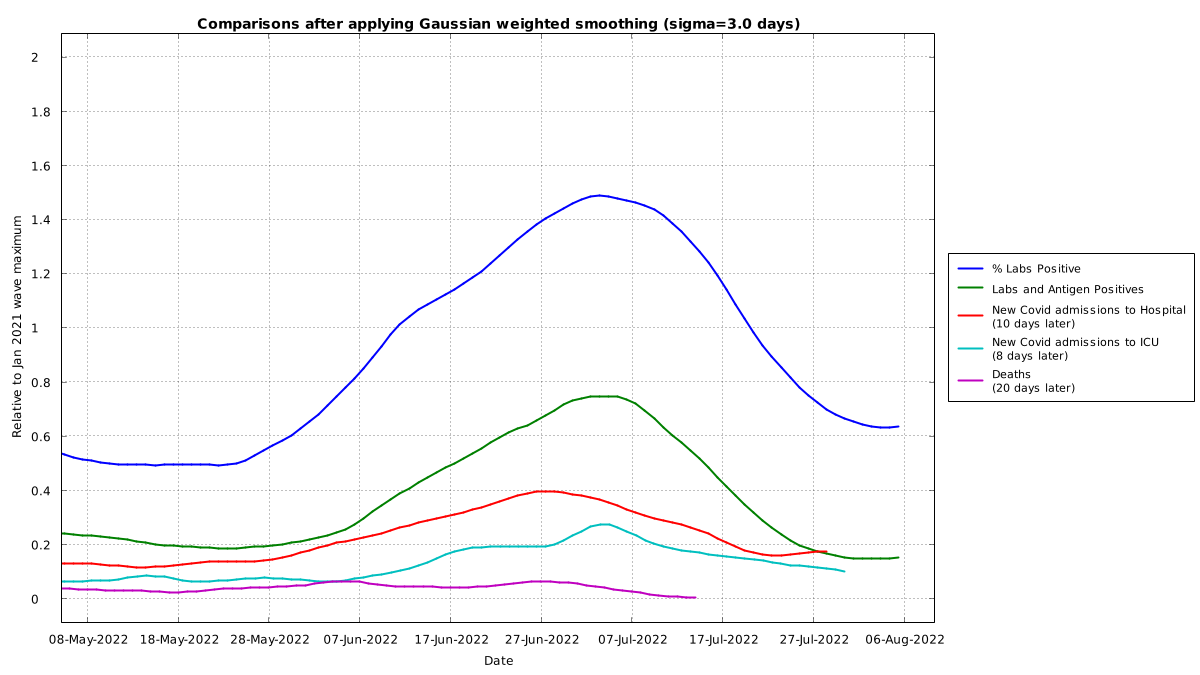 Comparisons after applying Gaussian weighted smoothing (sigma=3.0 days)
Relative to Jan 2021 wave maximum
2
1.8
1.6
1.4
1.2
1
0.8
0.6
0.4
0.2
0
08-May-2022 18-May-2022 28-May-2022 07-Jun-2022 17-Jun-2022 27-Jun-2022 07-Jul-2022 17-Jul-2022 27-Jul-2022 06-Aug-2022
Date
% Labs Positive
Labs and Antigen Positives
New Covid admissions to Hospital
(10 days later)
New Covid admissions to ICU
(8 days later)
Deaths
(20 days later)